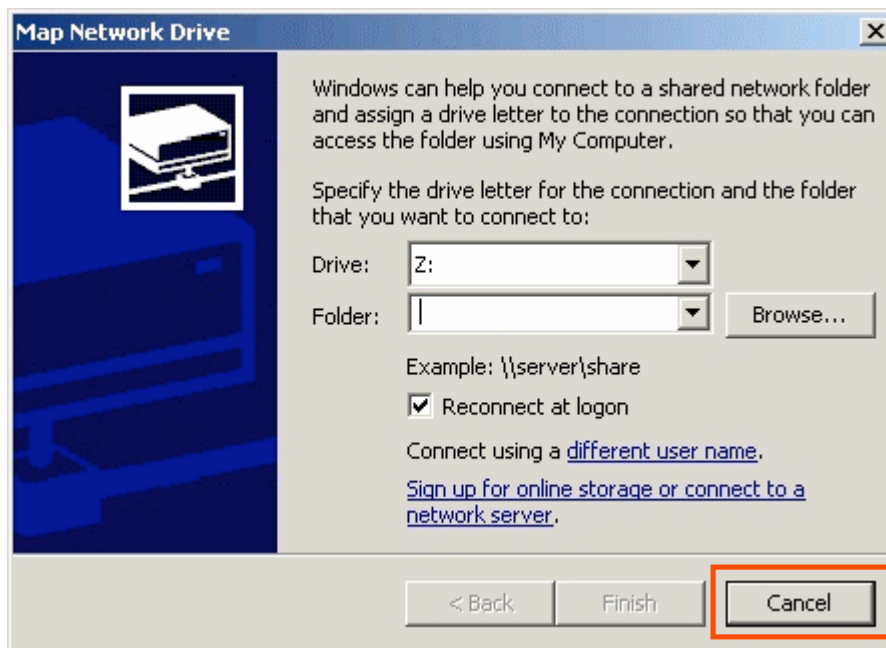 Map Network Drive
Windows can help you connect to a shared network folder
and assign a drive letter to the connection so that you can
access the folder using My Computer.
Specify the drive letter for the connection and the folder
that you want to connect to:
Drive: Z:
Folder: Browse...
Example: \\server\share
Reconnect at logon
Connect using a different user name.
Sign up for online storage or connect to a
network server.
< Back Finish Cancel